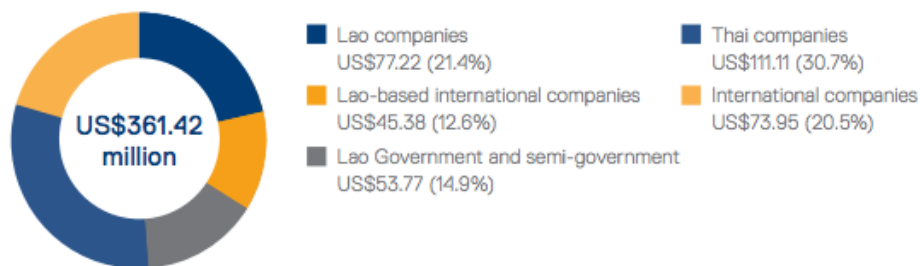 US$361.42
million
Lao companies
US$77.22 (21.4%)
Lao-based international companies
US$45.38 (12.6%)
Lao Government and semi-government
US$53.77 (14.9%)
Thai companies
US$111.11 (30.7%)
International companies
US$73.95 (20.5%)